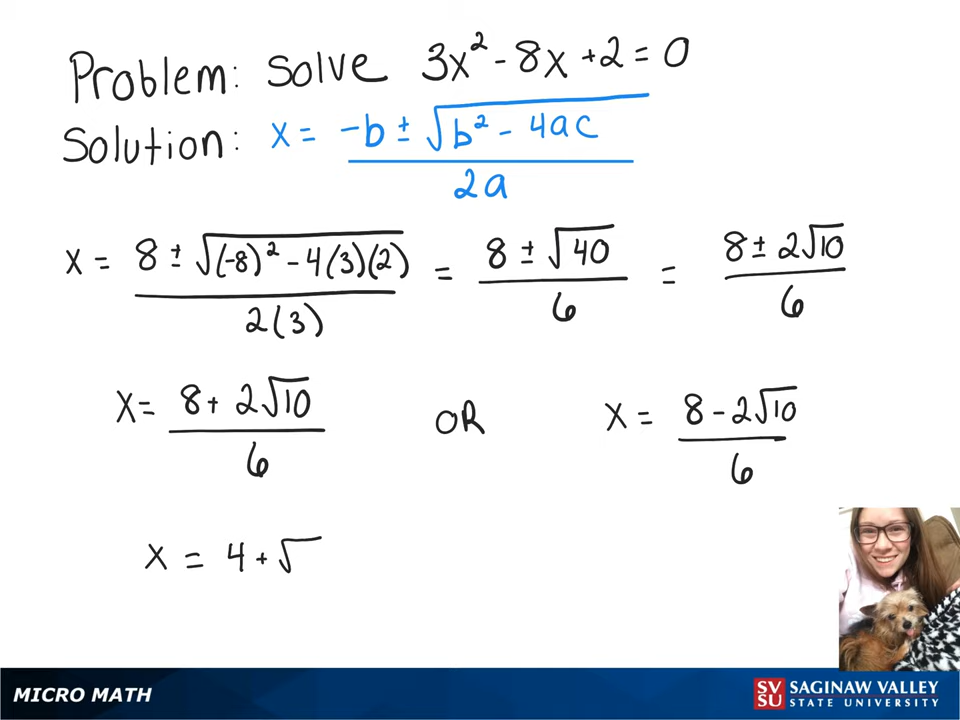 Problem: Solve 3x² - 8x + 2 = 0
Solution: x = (-b ± √(b² - 4ac)) / 2a
x = (8 ± √((-8)² - 4(3)(2))) / 2(3) = (8 ± √40) / 6 = (8 ± 2√10) / 6
x = (8 + 2√10) / 6 OR x = (8 - 2√10) / 6
x = 4 + √
MICRO MATH
SVSU SAGINAW VALLEY
STATE UNIVERSITY